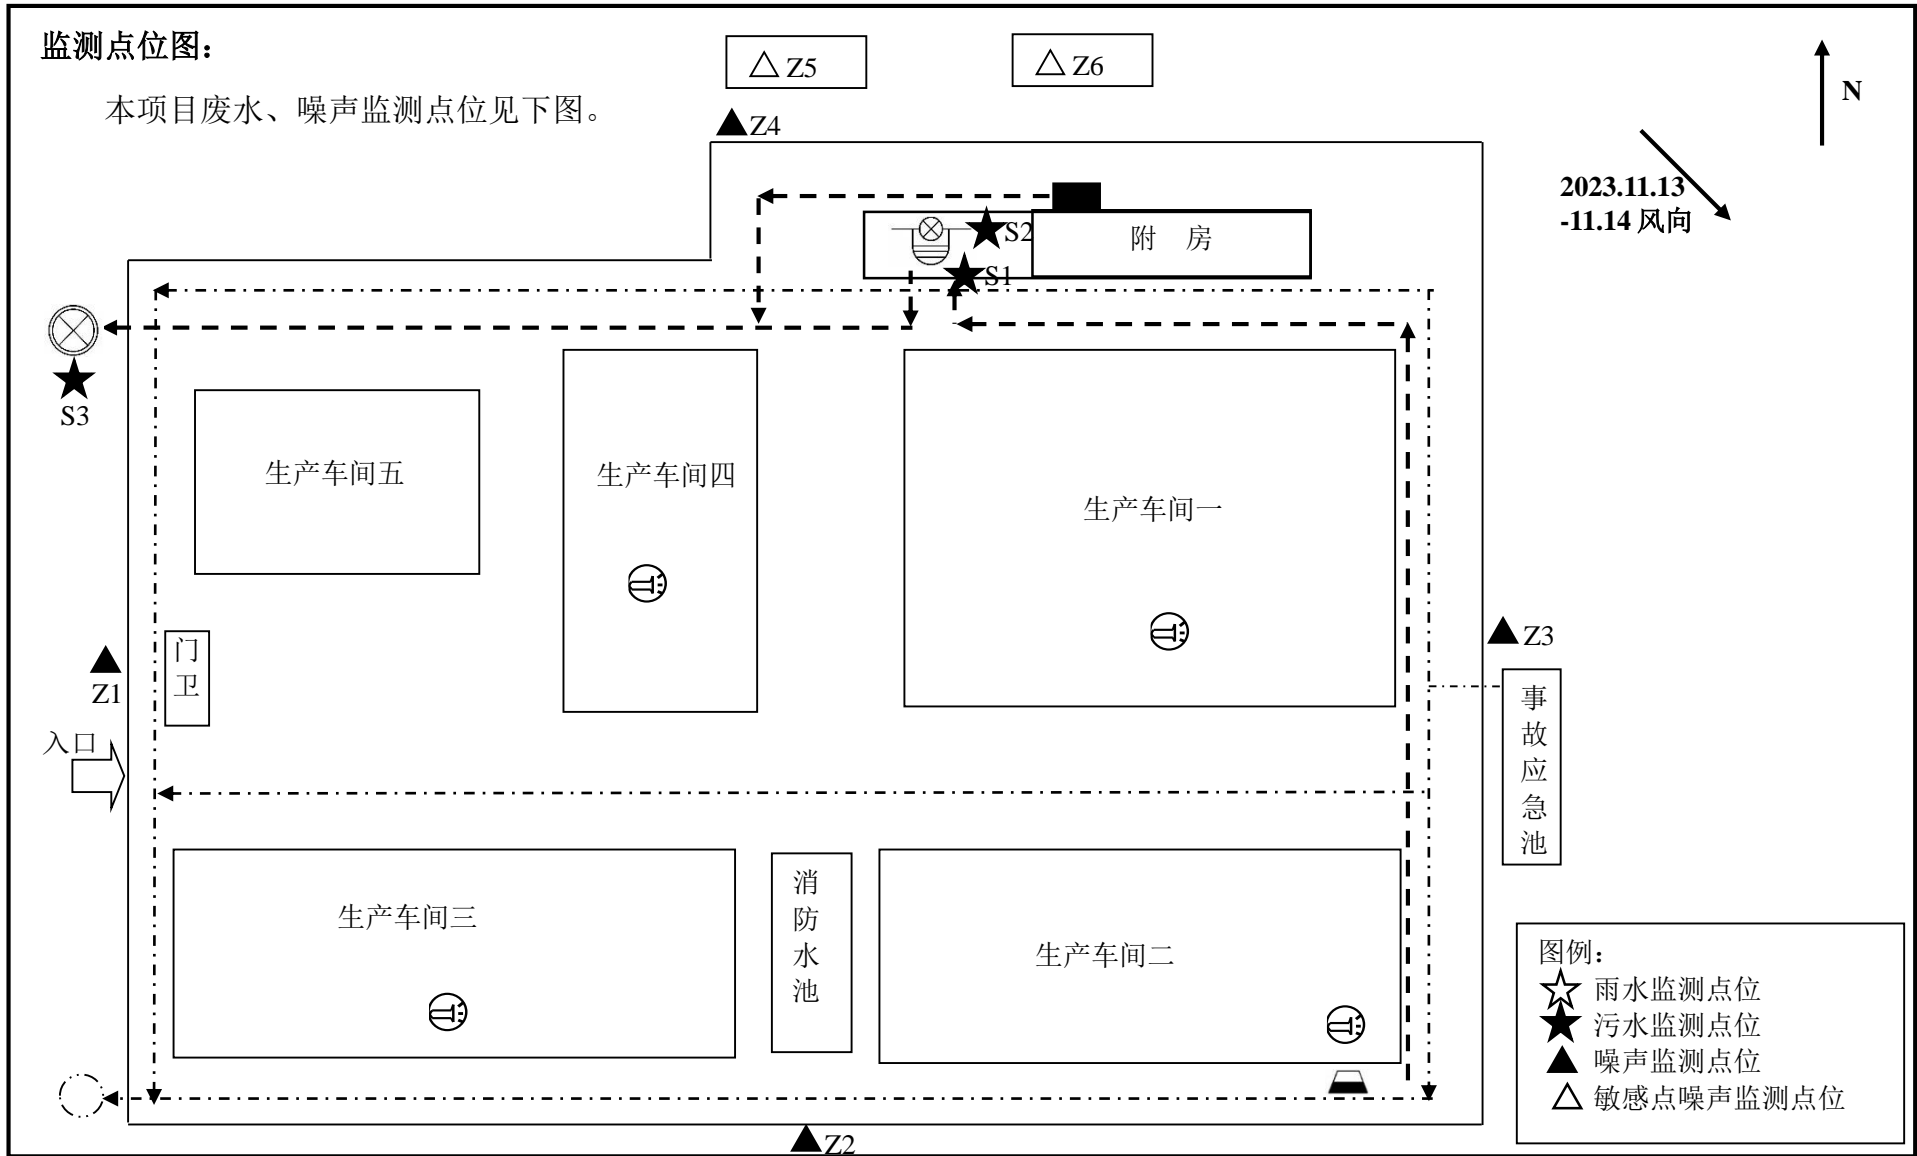 监测点位图：
本项目废水、噪声监测点位见下图。
Z5
Z6
N
Z4
2023.11.13
-11.14 风向
S2
附 房
S1
S3
生产车间五
生产车间四
生产车间一
门卫
Z1
Z3
入口
事故应急池
生产车间三
消防水池
生产车间二
图例：
雨水监测点位
污水监测点位
噪声监测点位
敏感点噪声监测点位
Z2